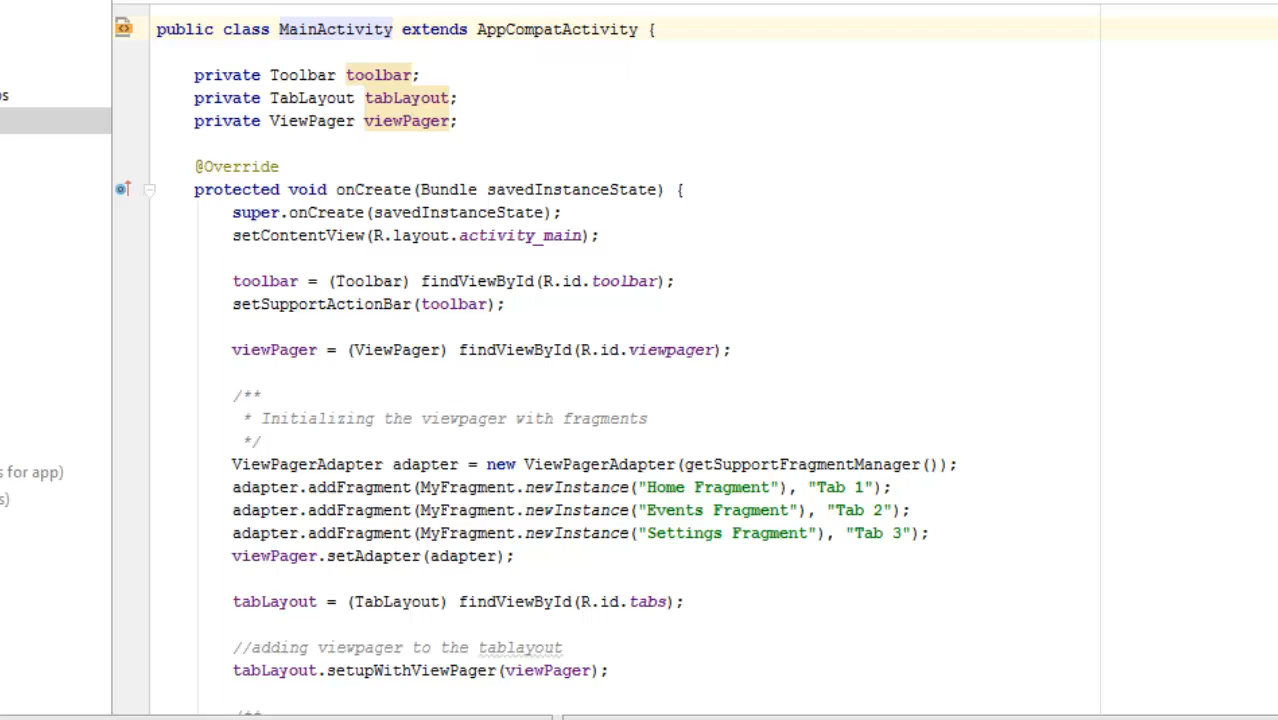 public class MainActivity extends AppCompatActivity {
private Toolbar toolbar;
private TabLayout tabLayout;
private ViewPager viewPager;
@Override
protected void onCreate(Bundle savedInstanceState) {
super.onCreate(savedInstanceState);
setContentView(R.layout.activity_main);
toolbar = (Toolbar) findViewById(R.id.toolbar);
setSupportActionBar(toolbar);
viewPager = (ViewPager) findViewById(R.id.viewpager);
/**
* Initializing the viewpager with fragments
*/
ViewPagerAdapter adapter = new ViewPagerAdapter(getSupportFragmentManager());
adapter.addFragment(MyFragment.newInstance("Home Fragment"), "Tab 1");
adapter.addFragment(MyFragment.newInstance("Events Fragment"), "Tab 2");
adapter.addFragment(MyFragment.newInstance("Settings Fragment"), "Tab 3");
viewPager.setAdapter(adapter);
tabLayout = (TabLayout) findViewById(R.id.tabs);
//adding viewpager to the tablayout
tabLayout.setupWithViewPager(viewPager);
/**
s for app)
s)